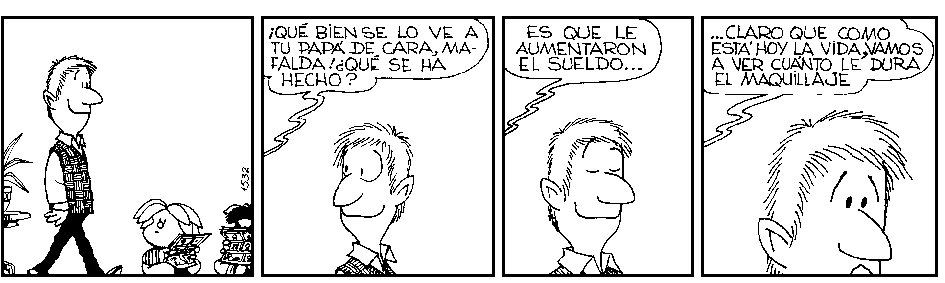 1532
¡QUÉ BIEN SE LO VE A
TU PAPÁ DE CARA, MA-
FALDA! ¿QUÉ SE HA
HECHO?
ES QUE LE
AUMENTARON
EL SUELDO...
...CLARO QUE COMO
ESTÁ HOY LA VIDA, VAMOS
A VER CUÁNTO LE DURA
EL MAQUILLAJE